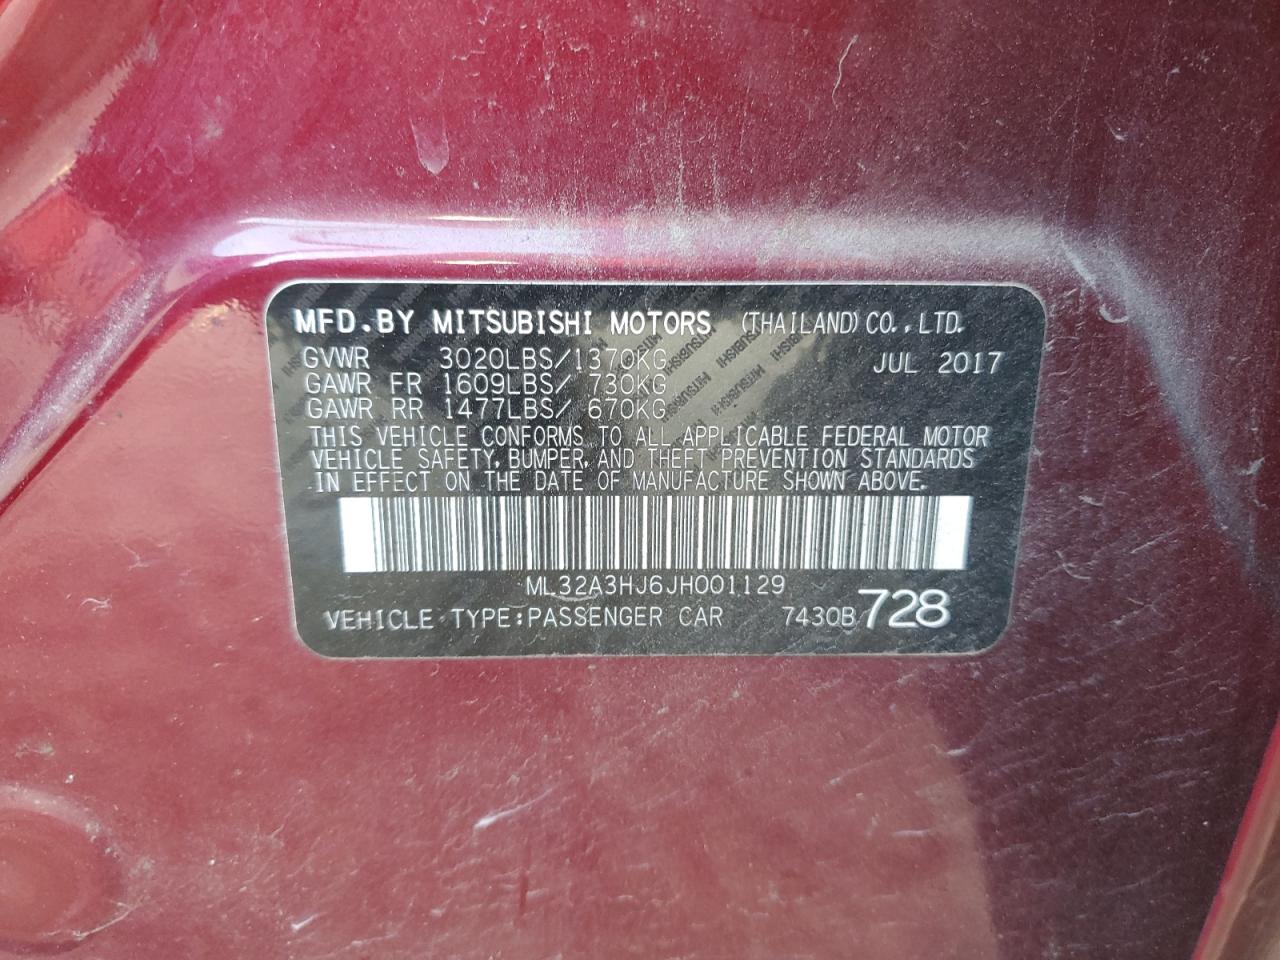 MFD.BY MITSUBISHI MOTORS (THAILAND)CO.,LTD.
GVWR 3020LBS/1370KG JUL 2017
GAWR FR 1609LBS/ 730KG
GAWR RR 1477LBS/ 670KG
THIS VEHICLE CONFORMS TO ALL APPLICABLE FEDERAL MOTOR
VEHICLE SAFETY, BUMPER, AND THEFT PREVENTION STANDARDS
IN EFFECT ON THE DATE OF MANUFACTURE SHOWN ABOVE.
ML32A3HJ6JH001129
VEHICLE TYPE:PASSENGER CAR 7430B 728